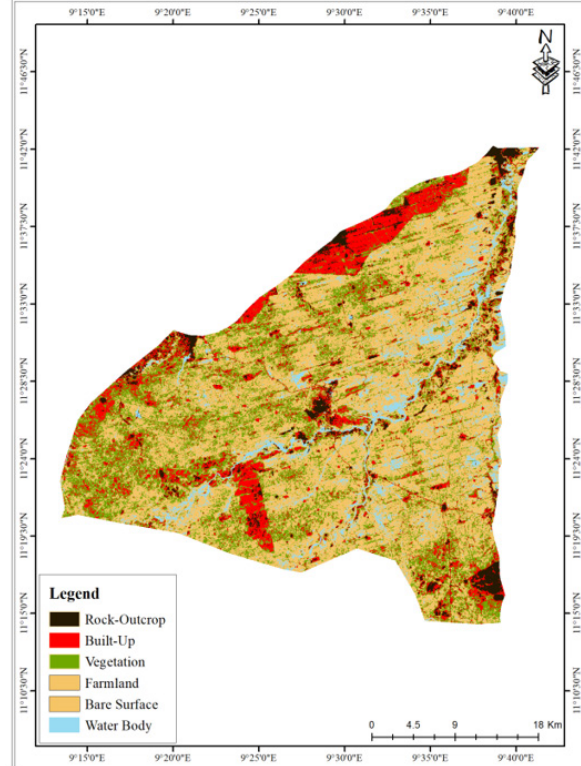 9°15'0"E 9°20'0"E 9°25'0"E 9°30'0"E 9°35'0"E 9°40'0"E
N
11°46'30"N 11°46'30"N
11°42'0"N 11°42'0"N
11°37'30"N 11°37'30"N
11°33'0"N 11°33'0"N
11°28'30"N 11°28'30"N
11°24'0"N 11°24'0"N
11°19'30"N 11°19'30"N
11°15'0"N 11°15'0"N
11°10'30"N 11°10'30"N
Legend
Rock-Outcrop
Built-Up
Vegetation
Farmland
Bare Surface
Water Body
0 4.5 9 18 Km
9°15'0"E 9°20'0"E 9°25'0"E 9°30'0"E 9°35'0"E 9°40'0"E